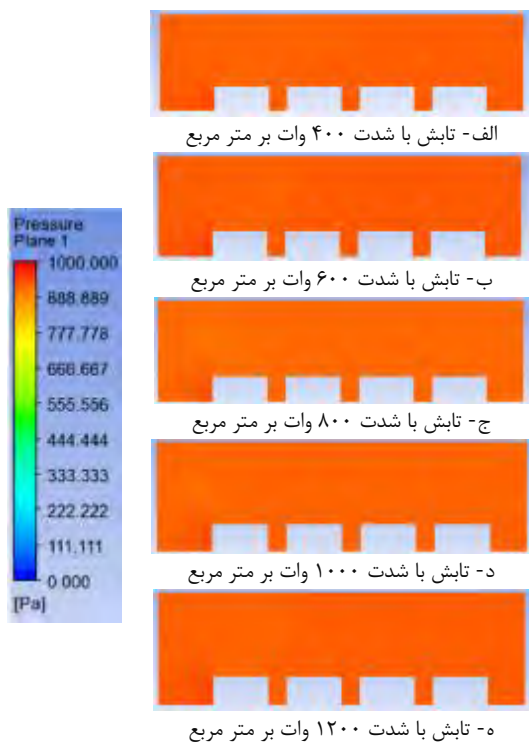 الف- تابش با شدت ۴۰۰ وات بر متر مربع
ب- تابش با شدت ۶۰۰ وات بر متر مربع
Pressure
Plane 1
1000.000
888.889
777.778
666.667
555.556
444.444
333.333
222.222
111.111
0.000
[Pa]
ج- تابش با شدت ۸۰۰ وات بر متر مربع
د- تابش با شدت ۱۰۰۰ وات بر متر مربع
ه- تابش با شدت ۱۲۰۰ وات بر متر مربع